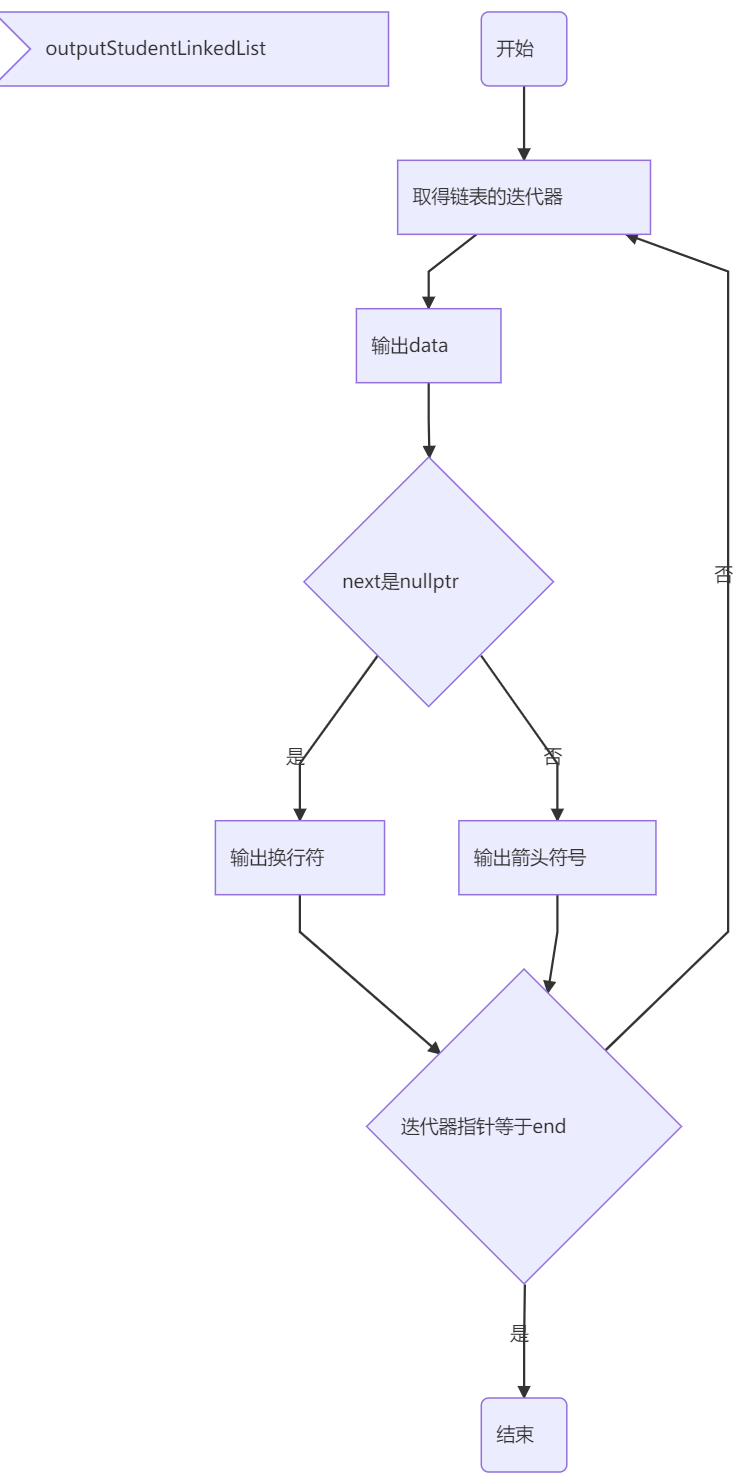 outputStudentLinkedList
开始
取得链表的迭代器
输出data
next是nullptr
否
是
否
输出换行符
输出箭头符号
迭代器指针等于end
是
结束